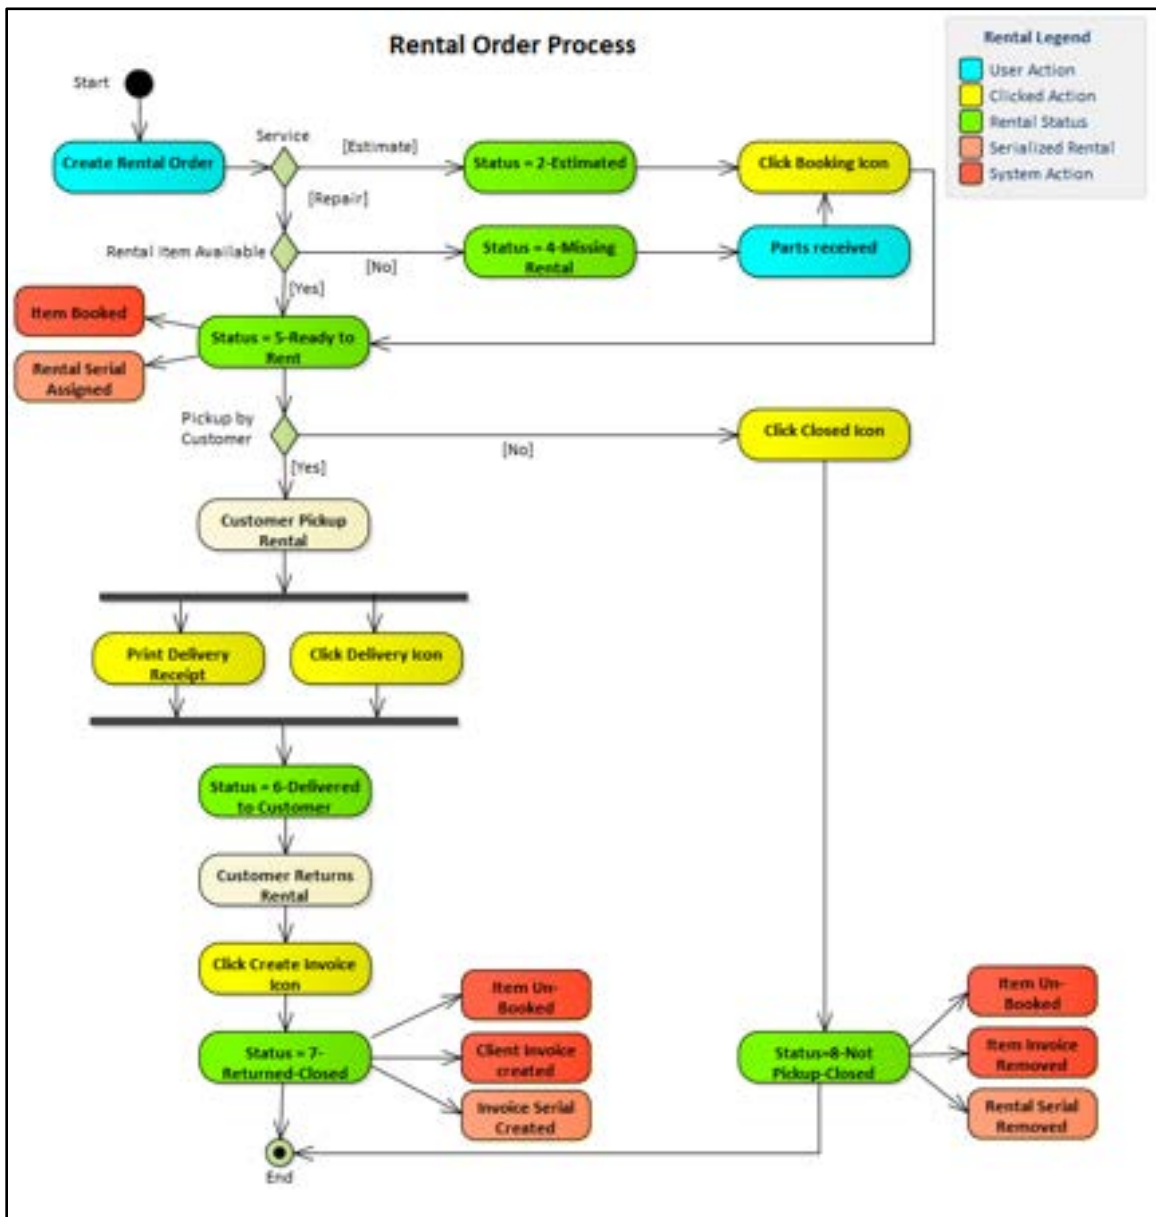 Rental Order Process
Rental Legend
User Action
Clicked Action
Rental Status
Serialized Rental
System Action
Start
Create Rental Order
Service
[Estimate]
Status = 2-Estimated
Click Booking Icon
[Repair]
Rental Item Available
[No]
Status = 4-Missing
Rental
Parts received
[Yes]
Item Booked
Status = 5-Ready to
Rent
Rental Serial
Assigned
Pickup by
Customer
[No]
Click Closed Icon
[Yes]
Customer Pickup
Rental
Print Delivery
Receipt
Click Delivery Icon
Status = 6-Delivered
to Customer
Customer Returns
Rental
Click Create Invoice
Icon
Status = 7-
Returned-Closed
Item Un-
Booked
Client Invoice
created
Invoice Serial
Created
Status=8-Not
Pickup-Closed
Item Un-
Booked
Item Invoice
Removed
Rental Serial
Removed
End